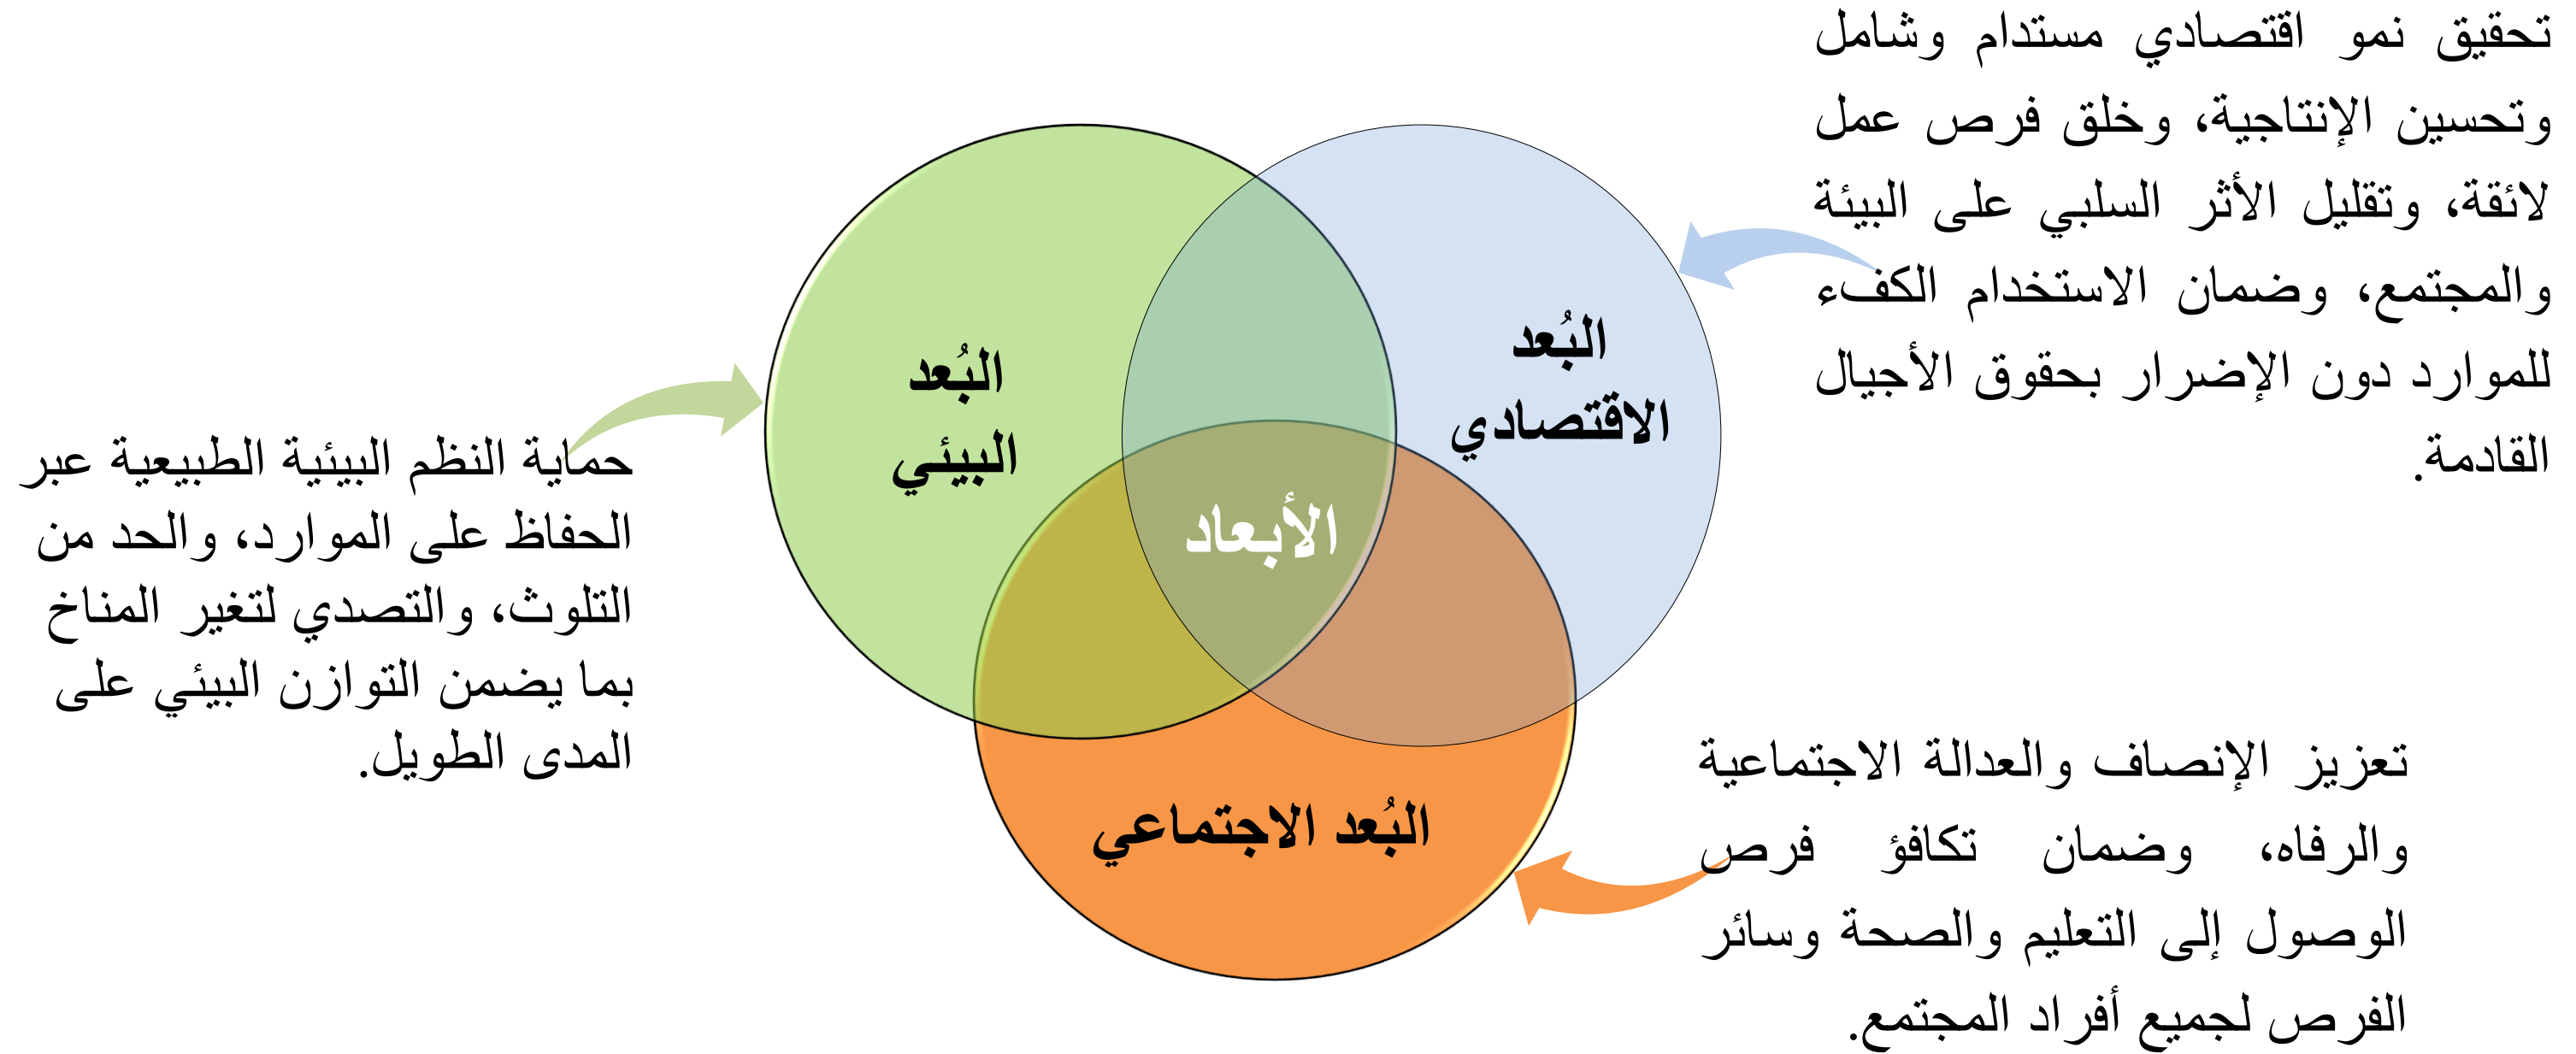 تحقيق نمو اقتصادي مستدام وشامل
وتحسين الإنتاجية، وخلق فرص عمل
لائقة، وتقليل الأثر السلبي على البيئة
والمجتمع، وضمان الاستخدام الكفء
للموارد دون الإضرار بحقوق الأجيال
القادمة.
البُعد
الاقتصادي
البُعد
البيئي
حماية النظم البيئية الطبيعية عبر
الحفاظ على الموارد، والحد من
التلوث، والتصدي لتغير المناخ
بما يضمن التوازن البيئي على
المدى الطويل.
الأبعاد
البُعد الاجتماعي
تعزيز الإنصاف والعدالة الاجتماعية
والرفاه، وضمان تكافؤ فرص
الوصول إلى التعليم والصحة وسائر
الفرص لجميع أفراد المجتمع.